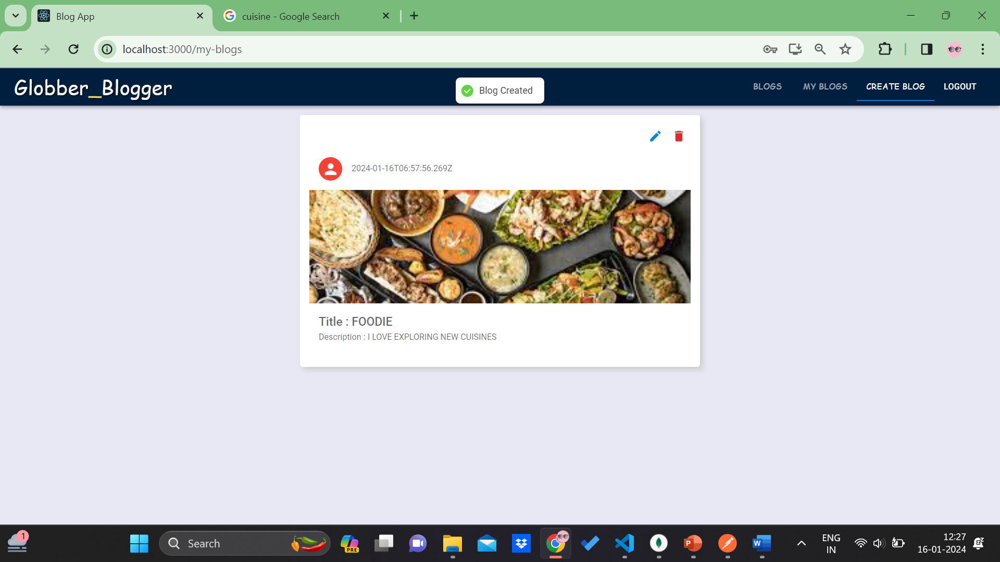 Blog App
cuisine - Google Search
localhost:3000/my-blogs
Globber_Blogger
Blog Created
BLOGS
MY BLOGS
CREATE BLOG
LOGOUT
2024-01-16T06:57:56.269Z
Title : FOODIE
Description : I LOVE EXPLORING NEW CUISINES
1
Search
PRE
P
W
ENG
IN
12:27
16-01-2024